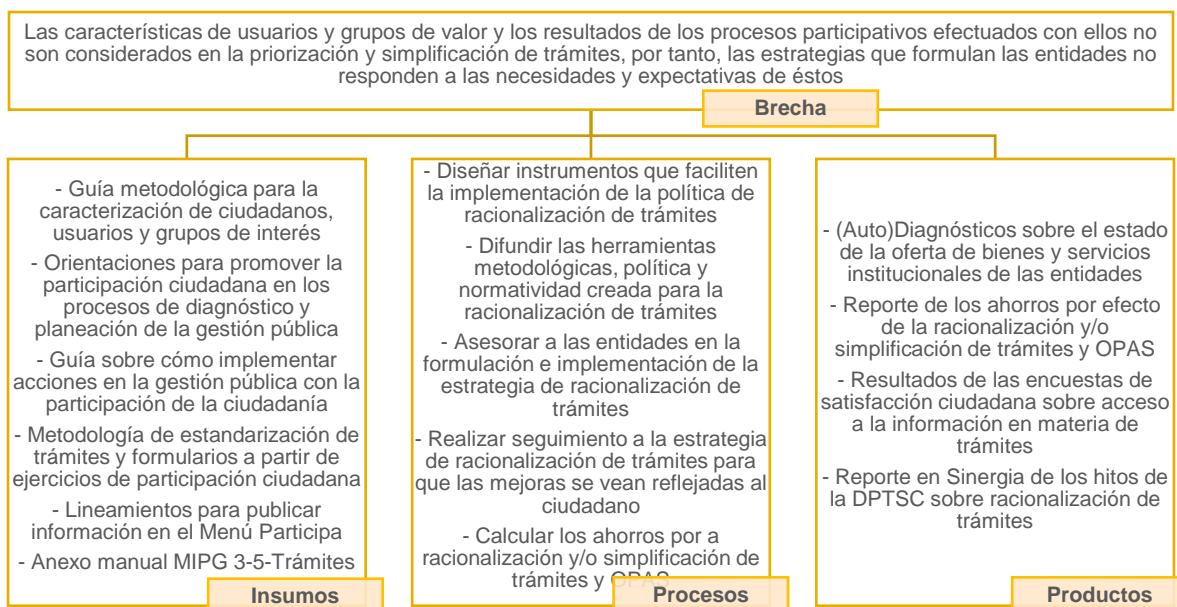 Las características de usuarios y grupos de valor y los resultados de los procesos participativos efectuados con ellos no
son considerados en la priorización y simplificación de trámites, por tanto, las estrategias que formulan las entidades no
responden a las necesidades y expectativas de éstos
Brecha
- Guía metodológica para la
caracterización de ciudadanos,
usuarios y grupos de interés
- Orientaciones para promover la
participación ciudadana en los
procesos de diagnóstico y
planeación de la gestión pública
- Guía sobre cómo implementar
acciones en la gestión pública con la
participación de la ciudadanía
- Metodología de estandarización de
trámites y formularios a partir de
ejercicios de participación ciudadana
- Lineamientos para publicar
información en el Menú Participa
- Anexo manual MIPG 3-5-Trámites
Insumos
- Diseñar instrumentos que faciliten
la implementación de la política de
racionalización de trámites
- Difundir las herramientas
metodológicas, política y
normatividad creada para la
racionalización de trámites
- Asesorar a las entidades en la
formulación e implementación de la
estrategia de racionalización de
trámites
- Realizar seguimiento a la estrategia
de racionalización de trámites para
que las mejoras se vean reflejadas al
ciudadano
- Calcular los ahorros por a
racionalización y/o simplificación de
trámites y OPAS
Procesos
- (Auto)Diagnósticos sobre el estado
de la oferta de bienes y servicios
institucionales de las entidades
- Reporte de los ahorros por efecto
de la racionalización y/o
simplificación de trámites y OPAS
- Resultados de las encuestas de
satisfacción ciudadana sobre acceso
a la información en materia de
trámites
- Reporte en Sinergia de los hitos de
la DPTSC sobre racionalización de
trámites
Productos